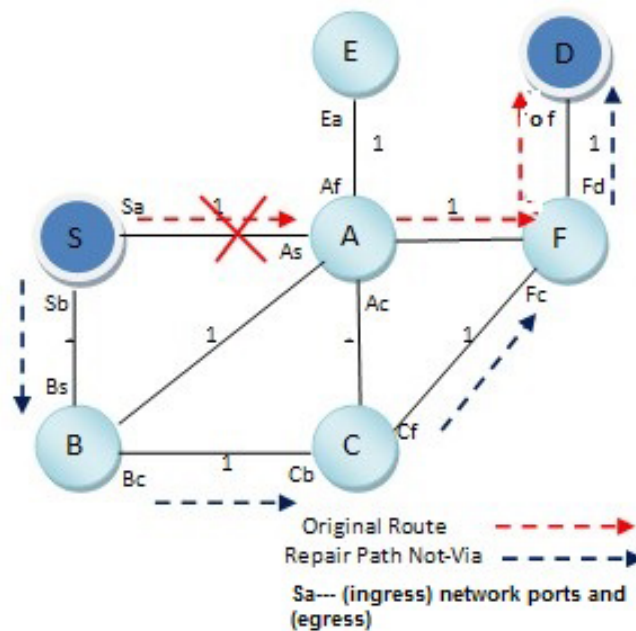 E
D
Ea
o f
1
1
Af
Fd
Sa
1
1
S
A
F
As
Sb
Ac
Fc
1
1
Bs
B
C
Cf
Bc
1
Cb
Original Route
Repair Path Not-Via
Sa--- (ingress) network ports and
(egress)